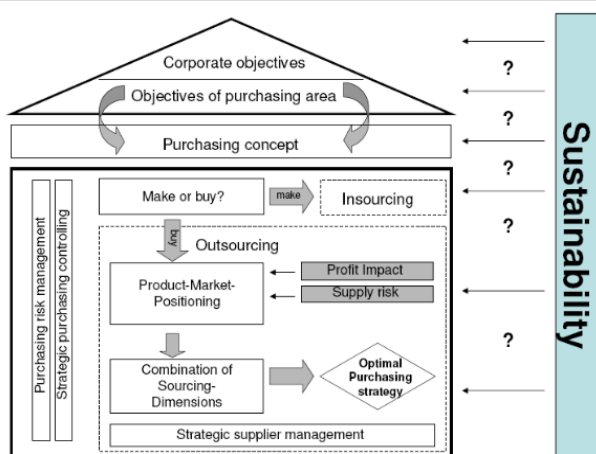 Corporate objectives
Objectives of purchasing area
Purchasing concept
Make or buy?
make
Insourcing
buy
Outsourcing
Product-Market-
Positioning
Profit Impact
Supply risk
Combination of
Sourcing-
Dimensions
Optimal
Purchasing
strategy
Strategic supplier management
Purchasing risk management
Strategic purchasing controlling
?
?
?
?
?
Sustainability